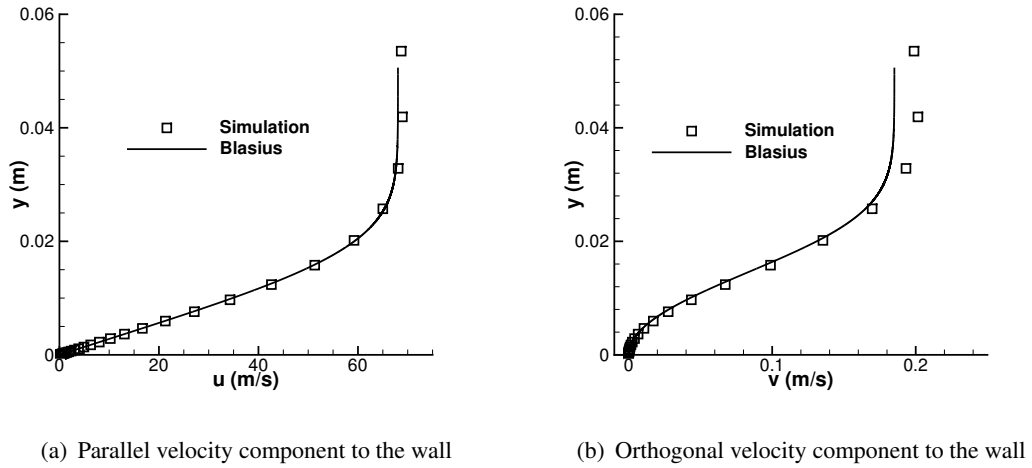 0.06
0.04
0.02
0
y (m)
Simulation
Blasius
0
20
40
60
u (m/s)
(a) Parallel velocity component to the wall
0.06
0.04
0.02
0
y (m)
Simulation
Blasius
0
0.1
0.2
v (m/s)
(b) Orthogonal velocity component to the wall